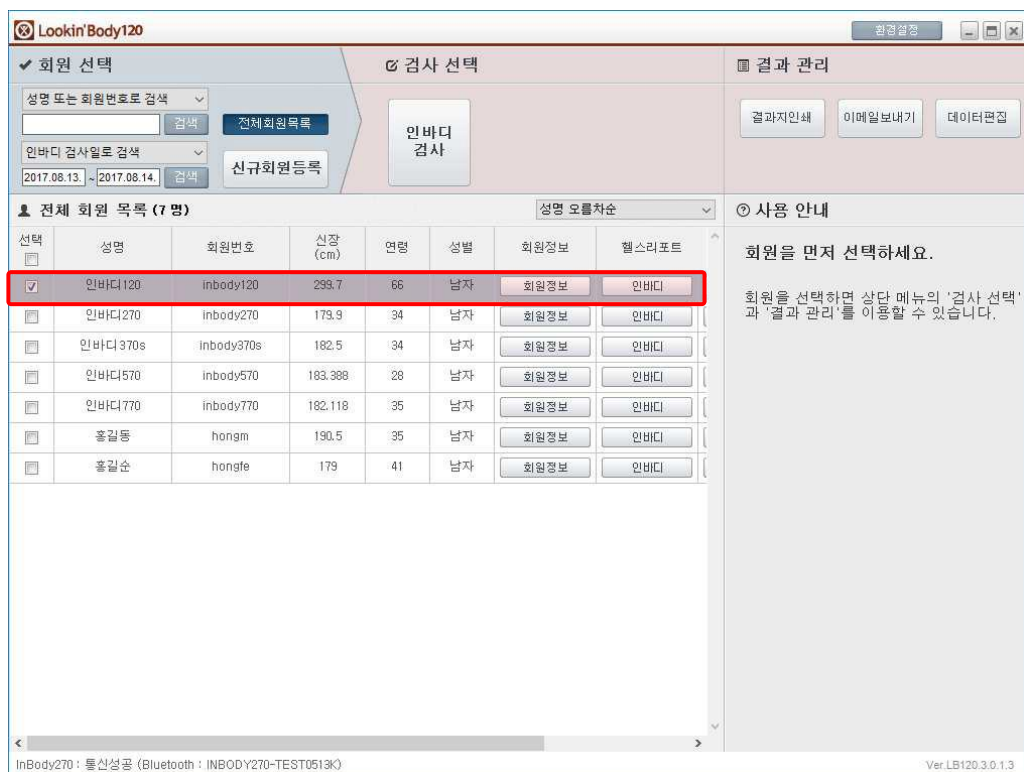 Lookin'Body120
환경설정
회원 선택
검사 선택
결과 관리
성명 또는 회원번호로 검색
검색
전체회원목록
인바디 검사일로 검색
2017.08.13. ~ 2017.08.14.
검색
신규회원등록
인바디
검사
결과지인쇄
이메일보내기
데이터편집
전체 회원 목록 (7 명)
성명 오름차순
사용 안내
선택 성명 회원번호 신장 (cm) 연령 성별 회원정보 헬스리포트
인바디120 inbody120 299.7 66 남자 회원정보 인바디
인바디270 inbody270 179.9 34 남자 회원정보 인바디
인바디370s inbody370s 182.5 34 남자 회원정보 인바디
인바디570 inbody570 183.388 28 남자 회원정보 인바디
인바디770 inbody770 182.118 35 남자 회원정보 인바디
홍길동 hongm 190.5 35 남자 회원정보 인바디
홍길순 hongfe 179 41 남자 회원정보 인바디
회원을 먼저 선택하세요.
회원을 선택하면 상단 메뉴의 '검사 선택'
과 '결과 관리'를 이용할 수 있습니다.
InBody270 : 통신성공 (Bluetooth : INBODY270-TEST0513K)
Ver.LB120.3.0.1.3